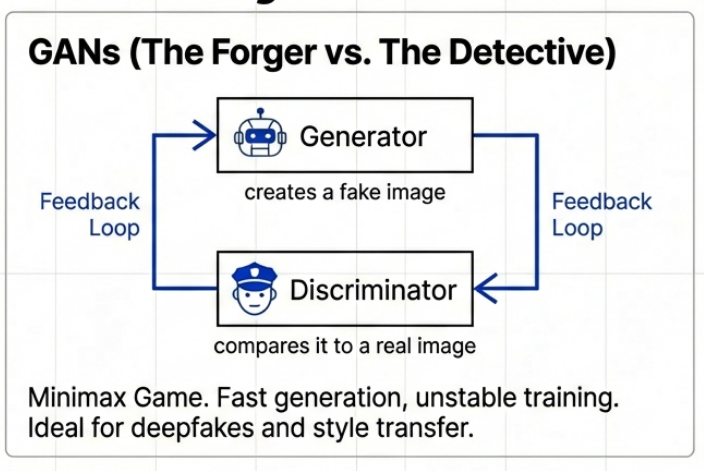 GANs (The Forger vs. The Detective)
Generator
creates a fake image
Feedback
Loop
Feedback
Loop
Discriminator
compares it to a real image
Minimax Game. Fast generation, unstable training.
Ideal for deepfakes and style transfer.